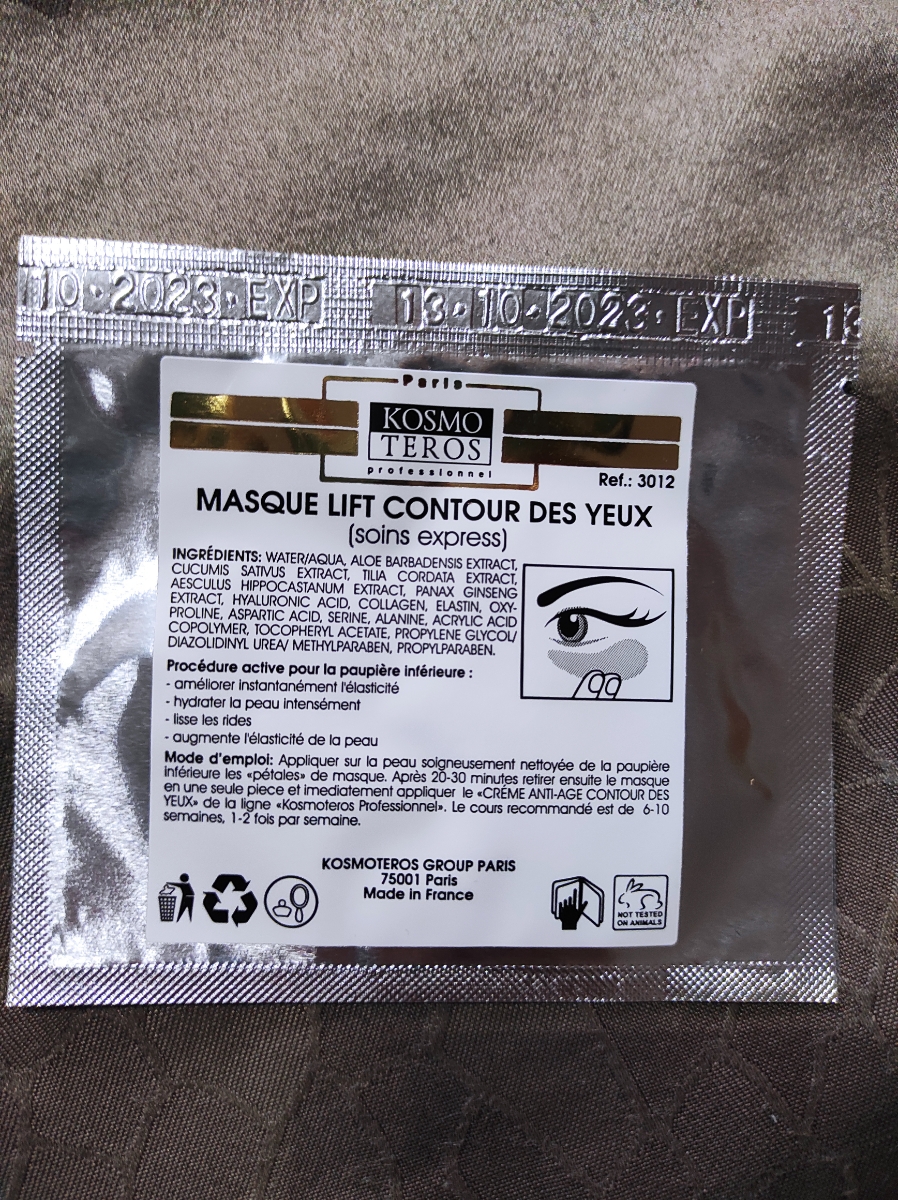 10·2023·EXP 13·10·2023·EXP 13
Paris
KOSMO
TEROS
professionnel
Ref.: 3012
MASQUE LIFT CONTOUR DES YEUX
(soins express)
INGRÉDIENTS: WATER/AQUA, ALOE BARBADENSIS EXTRACT,
CUCUMIS SATIVUS EXTRACT, TILIA CORDATA EXTRACT,
AESCULUS HIPPOCASTANUM EXTRACT, PANAX GINSENG
EXTRACT, HYALURONIC ACID, COLLAGEN, ELASTIN, OXY-
PROLINE, ASPARTIC ACID, SERINE, ALANINE, ACRYLIC ACID
COPOLYMER, TOCOPHERYL ACETATE, PROPYLENE GLYCOL/
DIAZOLIDINYL UREA/ METHYLPARABEN, PROPYLPARABEN.
Procédure active pour la paupière inférieure :
- améliorer instantanément l'élasticité
- hydrater la peau intensément
- lisse les rides
- augmente l'élasticité de la peau
Mode d'emploi: Appliquer sur la peau soigneusement nettoyée de la paupière
inférieure les «pétales» de masque. Après 20-30 minutes retirer ensuite le masque
en une seule piece et imediatement appliquer le «CRÈME ANTI-AGE CONTOUR DES
YEUX» de la ligne «Kosmoteros Professionnel». Le cours recommandé est de 6-10
semaines, 1-2 fois par semaine.
KOSMOTEROS GROUP PARIS
75001 Paris
Made in France
NOT TESTED
ON ANIMALS